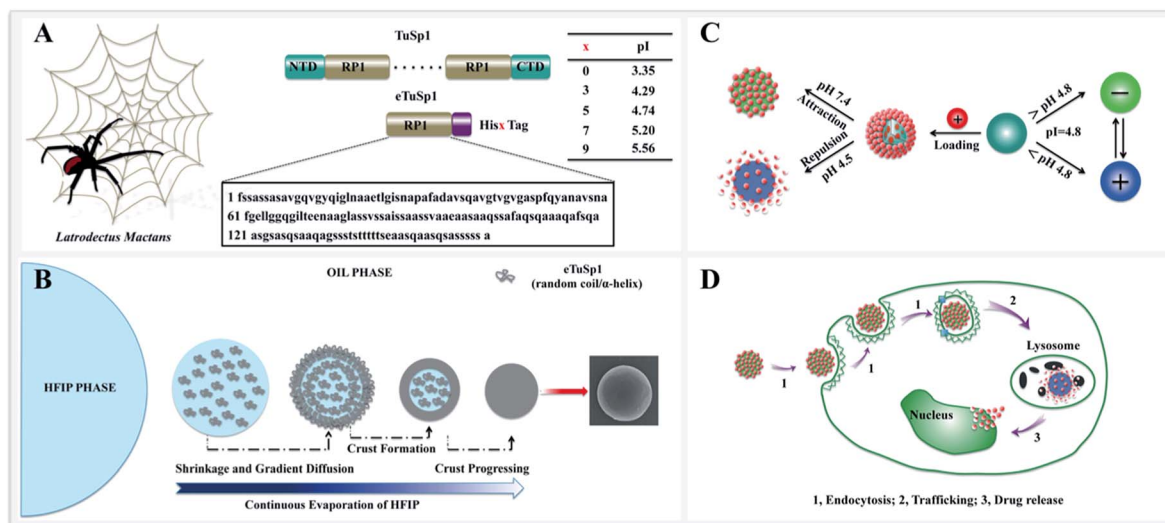 A
TuSp1
NTD RP1 ...... RP1 CTD
eTuSp1
RP1 Hisx Tag
x pI
0 3.35
3 4.29
5 4.74
7 5.20
9 5.56
1 fssassasavgqvgyqiglnaaetlgisnapafadavsqavgtvgvgaspfqyanavsna
61 fgellggqgilteenaaglassvssaissaassvaaeaasaaqssafaqsqaaaqafsqa
121 asgsasqsaaqagssststtttttseaasqaasqasssss a
Latrodectus Mactans
B
OIL PHASE
eTuSp1
(random coil/α-helix)
HFIP PHASE
Crust Formation
Shrinkage and Gradient Diffusion
Crust Progressing
Continuous Evaporation of HFIP
C
pH 7.4
Attraction
Repulsion
pH 4.5
+
Loading
> pH 4.8
pI=4.8
< pH 4.8
−
+
D
1
1
1
2
Lysosome
Nucleus
3
1, Endocytosis; 2, Trafficking; 3, Drug release